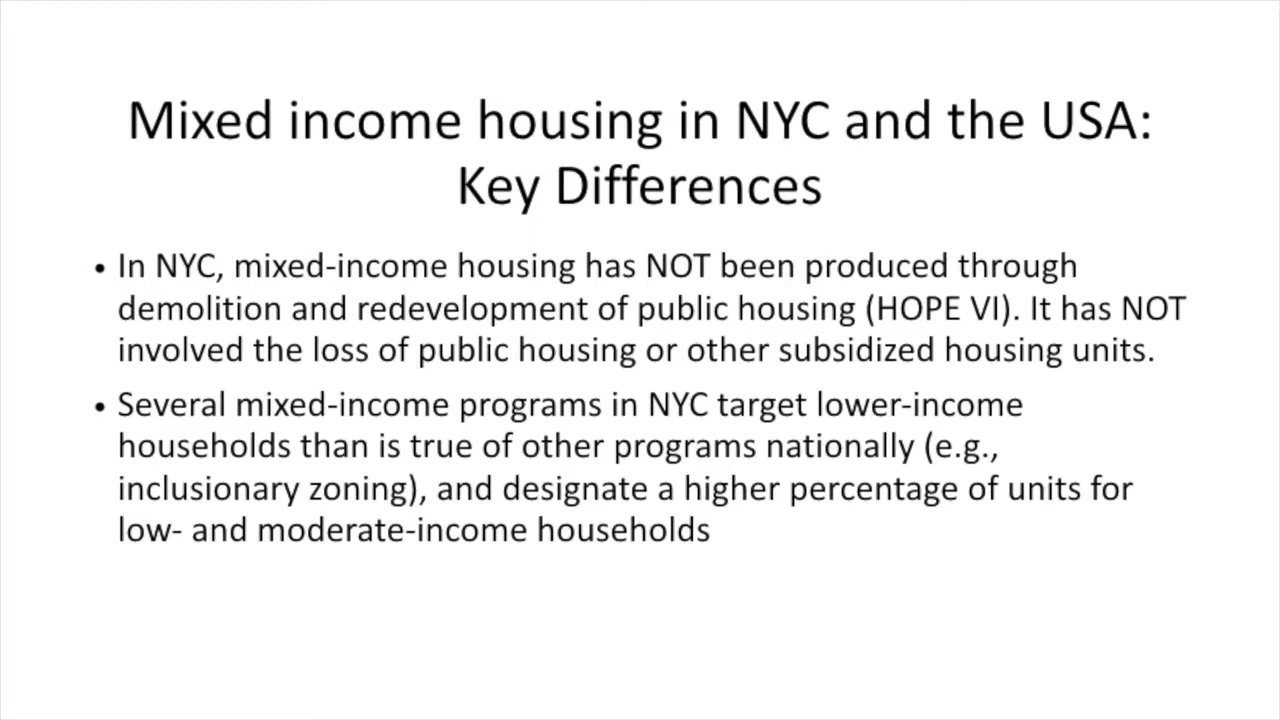 Mixed income housing in NYC and the USA:
Key Differences
• In NYC, mixed-income housing has NOT been produced through
demolition and redevelopment of public housing (HOPE VI). It has NOT
involved the loss of public housing or other subsidized housing units.
• Several mixed-income programs in NYC target lower-income
households than is true of other programs nationally (e.g.,
inclusionary zoning), and designate a higher percentage of units for
low- and moderate-income households